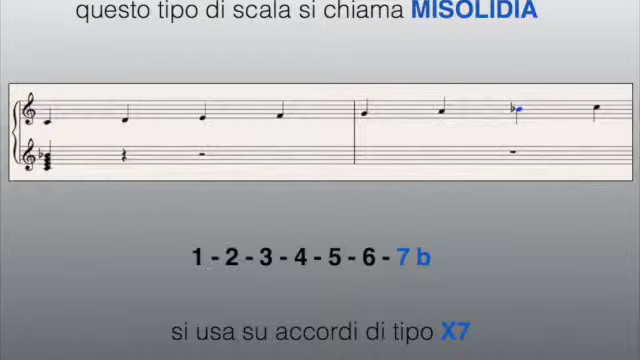 questo tipo di scala si chiama MISOLIDIA
1 - 2 - 3 - 4 - 5 - 6 - 7 b
si usa su accordi di tipo X7